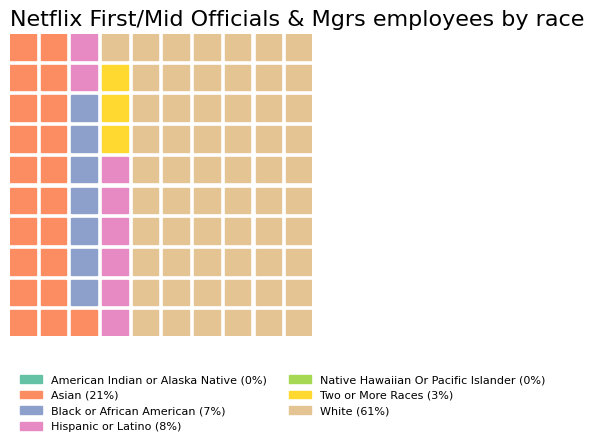 Netflix First/Mid Officials & Mgrs employees by race
American Indian or Alaska Native (0%)
Asian (21%)
Black or African American (7%)
Hispanic or Latino (8%)
Native Hawaiian Or Pacific Islander (0%)
Two or More Races (3%)
White (61%)